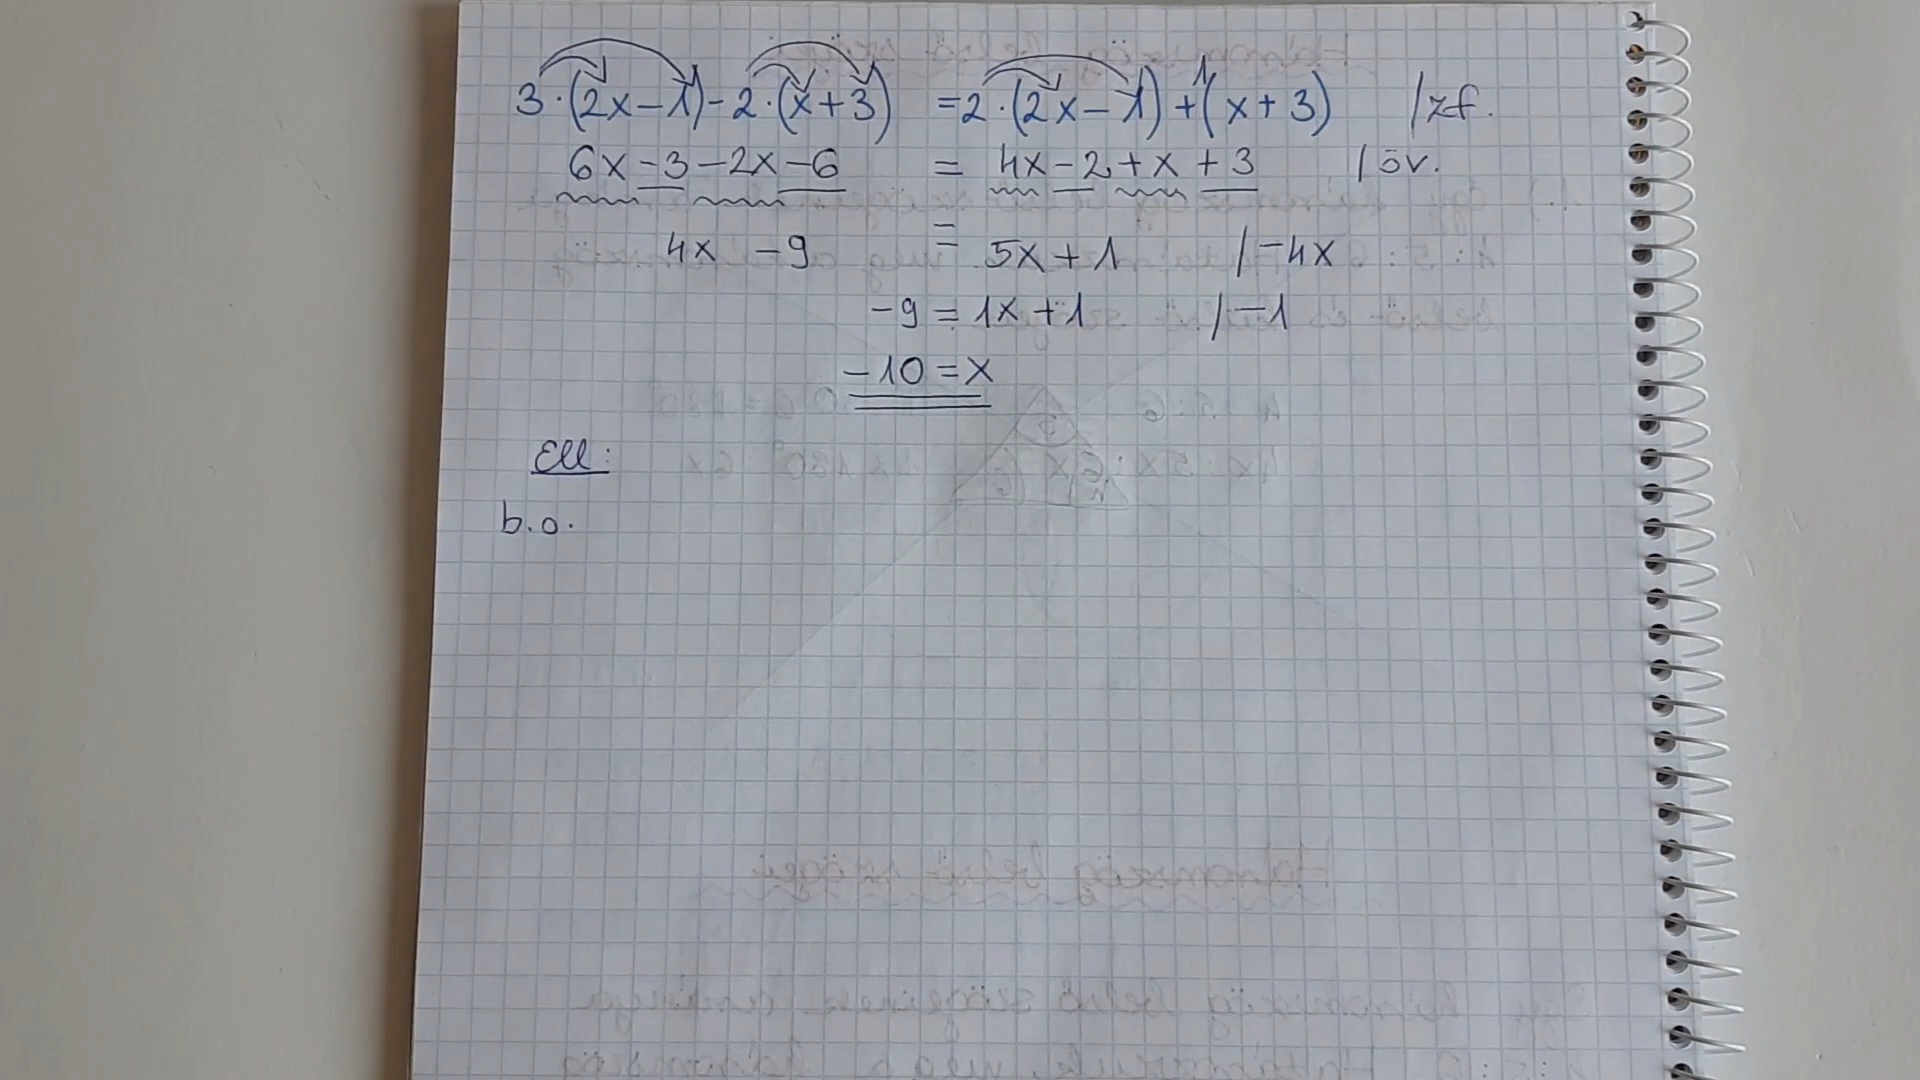 3·(2x-1)-2·(x+3) =2·(2x-1)+1(x+3) /zf.
6x-3-2x-6 = 4x-2+x+3 /öv.
4x -9 = 5x+1 /-4x
-9=1x+1 /-1
-10=x
Ell:
b.o.